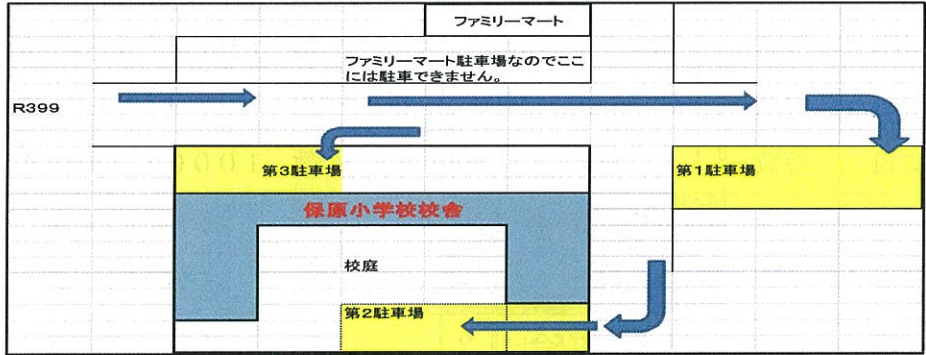 ファミリーマート
ファミリーマート駐車場なのでここ
には駐車できません。
R399
第3駐車場
第1駐車場
保原小学校校舎
校庭
第2駐車場